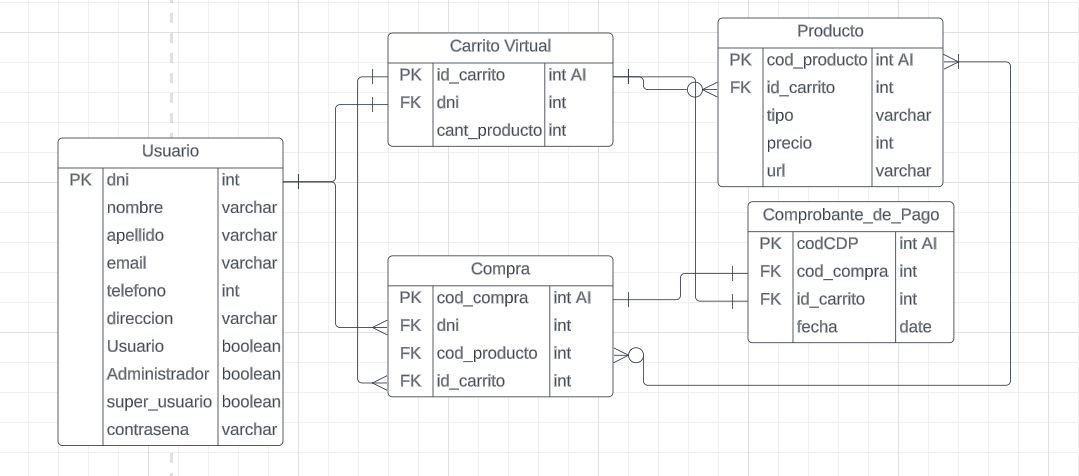 Usuario
PK dni int
nombre varchar
apellido varchar
email varchar
telefono int
direccion varchar
Usuario boolean
Administrador boolean
super_usuario boolean
contrasena varchar
Carrito Virtual
PK id_carrito int AI
FK dni int
cant_producto int
Compra
PK cod_compra int AI
FK dni int
FK cod_producto int
FK id_carrito int
Producto
PK cod_producto int AI
FK id_carrito int
tipo varchar
precio int
url varchar
Comprobante_de_Pago
PK codCDP int AI
FK cod_compra int
FK id_carrito int
fecha date